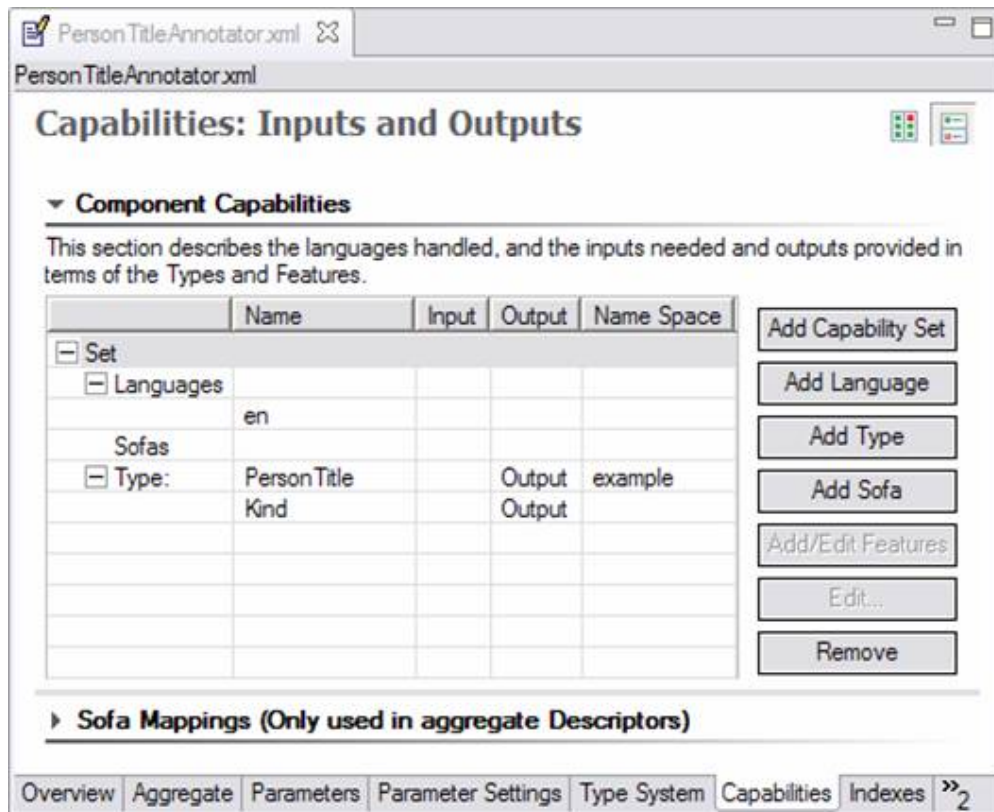 PersonTitleAnnotator.xml
PersonTitleAnnotator.xml
Capabilities: Inputs and Outputs
Component Capabilities
This section describes the languages handled, and the inputs needed and outputs provided in
terms of the Types and Features.
Name Input Output Name Space
Set
Languages
en
Sofas
Type: PersonTitle Output example
Kind Output
Add Capability Set
Add Language
Add Type
Add Sofa
Add/Edit Features
Edit...
Remove
Sofa Mappings (Only used in aggregate Descriptors)
Overview Aggregate Parameters Parameter Settings Type System Capabilities Indexes »2